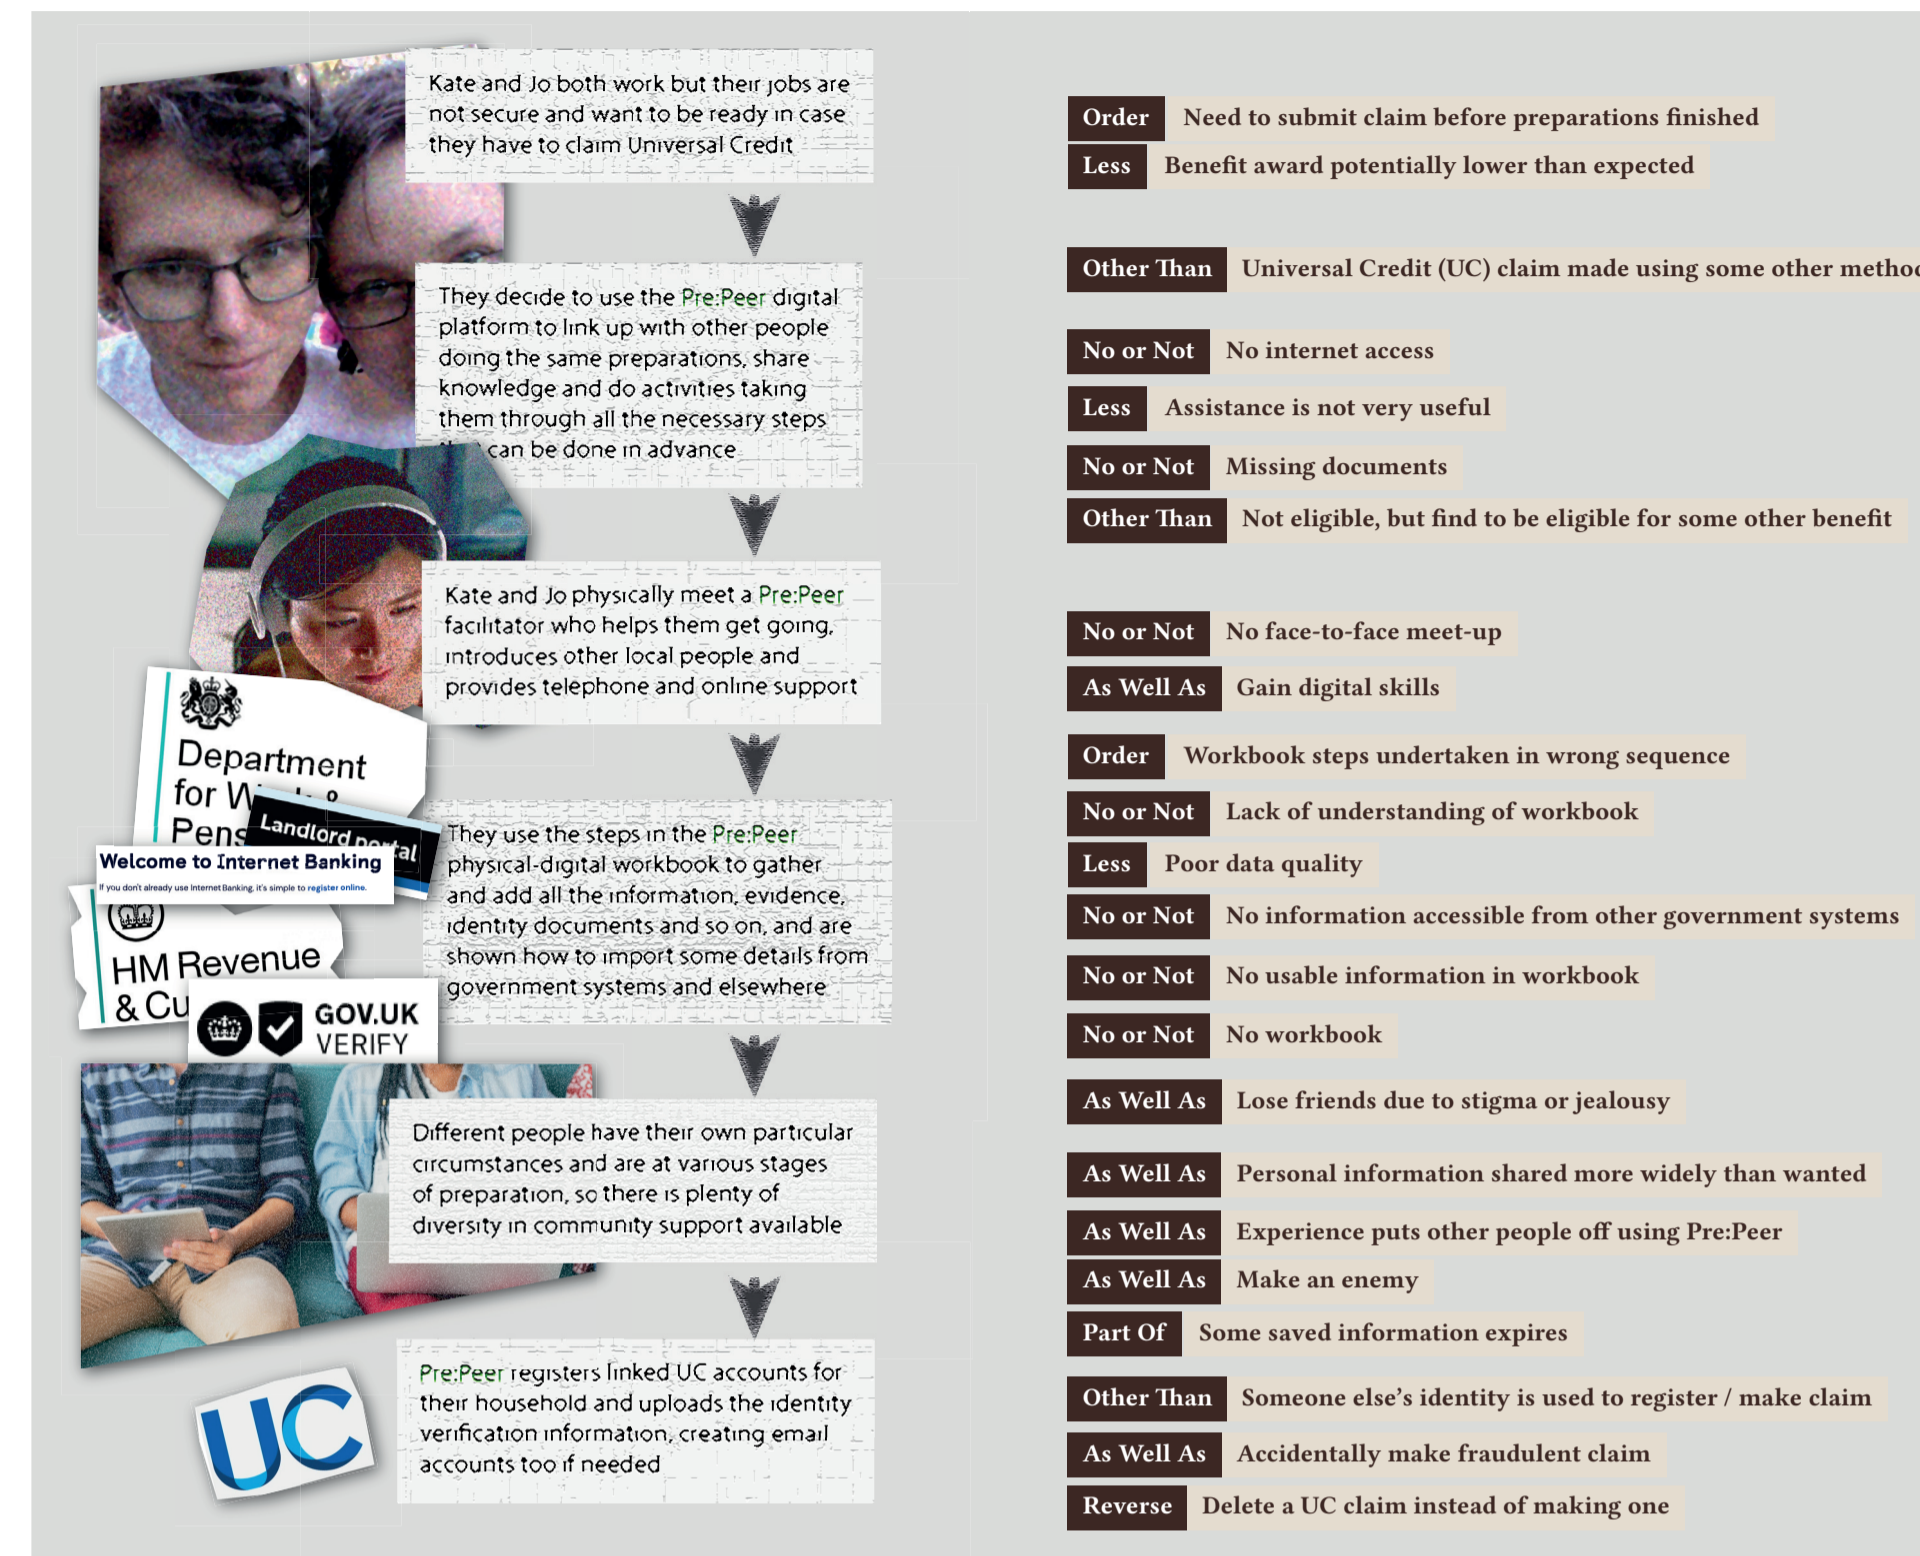 Kate and Jo both work but their jobs are
not secure and want to be ready in case
they have to claim Universal Credit
They decide to use the Pre:Peer digital
platform to link up with other people
doing the same preparations, share
knowledge and do activities taking
them through all the necessary steps
can be done in advance
Kate and Jo physically meet a Pre:Peer
facilitator who helps them get going,
introduces other local people and
provides telephone and online support
Department
for
Landlord portal
Welcome to Internet Banking
If you don't already use Internet Banking, it's simple to register online.
HM Revenue
&
GOV.UK
VERIFY
They use the steps in the Pre:Peer
physical-digital workbook to gather
and add all the information, evidence,
identity documents and so on, and are
shown how to import some details from
government systems and elsewhere
Different people have their own particular
circumstances and are at various stages
of preparation, so there is plenty of
diversity in community support available
UC
Pre:Peer registers linked UC accounts for
their household and uploads the identity
verification information, creating email
accounts too if needed
Order Need to submit claim before preparations finished
Less Benefit award potentially lower than expected
Other Than Universal Credit (UC) claim made using some other
No or Not No internet access
Less Assistance is not very useful
No or Not Missing documents
Other Than Not eligible, but find to be eligible for some other benefit
No or Not No face-to-face meet-up
As Well As Gain digital skills
Order Workbook steps undertaken in wrong sequence
No or Not Lack of understanding of workbook
Less Poor data quality
No or Not No information accessible from other government systems
No or Not No usable information in workbook
No or Not No workbook
As Well As Lose friends due to stigma or jealousy
As Well As Personal information shared more widely than wanted
As Well As Experience puts other people off using Pre:Peer
As Well As Make an enemy
Part Of Some saved information expires
Other Than Someone else's identity is used to register / make claim
As Well As Accidentally make fraudulent claim
Reverse Delete a UC claim instead of making one